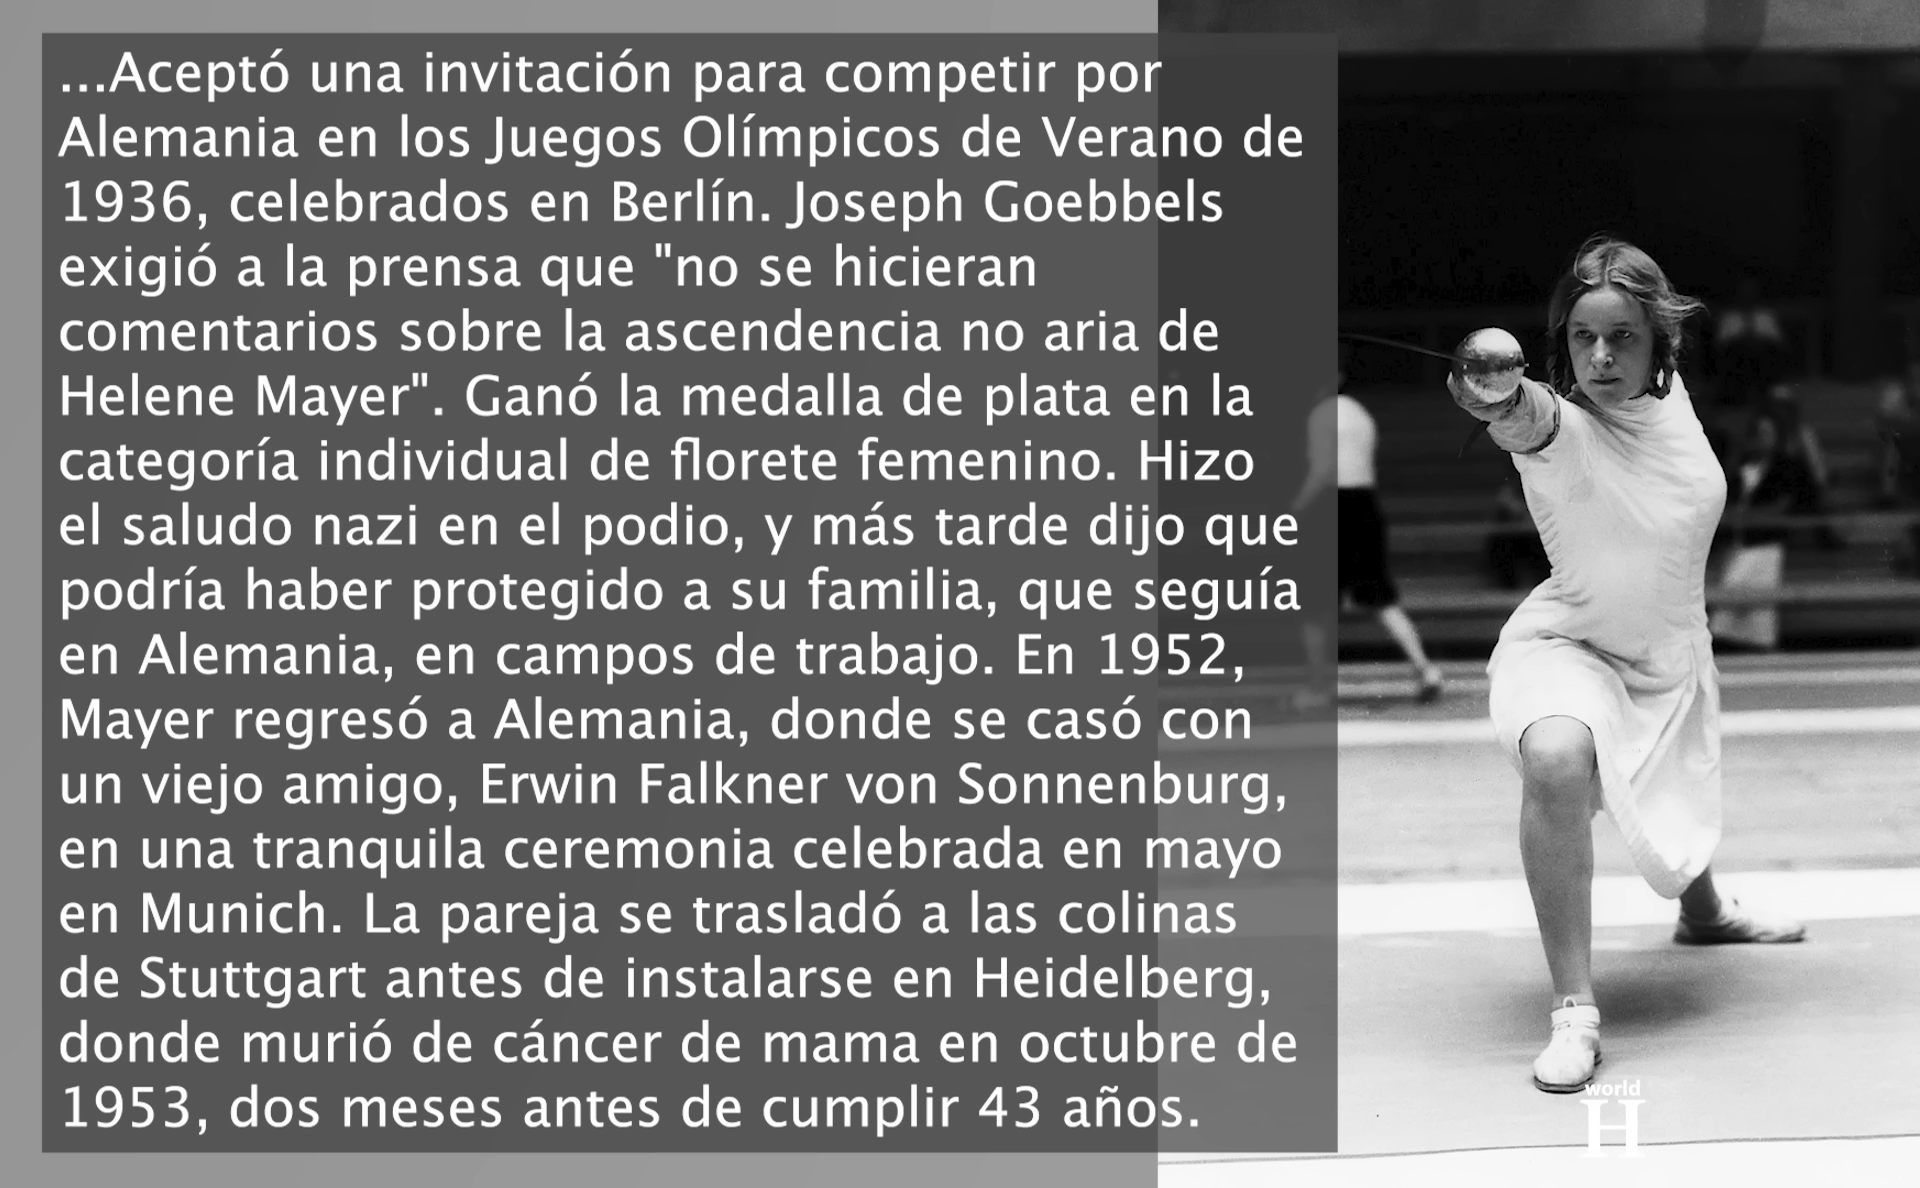 ...Aceptó una invitación para competir por
Alemania en los Juegos Olímpicos de Verano de
1936, celebrados en Berlín. Joseph Goebbels
exigió a la prensa que "no se hicieran
comentarios sobre la ascendencia no aria de
Helene Mayer". Ganó la medalla de plata en la
categoría individual de florete femenino. Hizo
el saludo nazi en el podio, y más tarde dijo que
podría haber protegido a su familia, que seguía
en Alemania, en campos de trabajo. En 1952,
Mayer regresó a Alemania, donde se casó con
un viejo amigo, Erwin Falkner von Sonnenburg,
en una tranquila ceremonia celebrada en mayo
en Munich. La pareja se trasladó a las colinas
de Stuttgart antes de instalarse en Heidelberg,
donde murió de cáncer de mama en octubre de
1953, dos meses antes de cumplir 43 años.
world
H